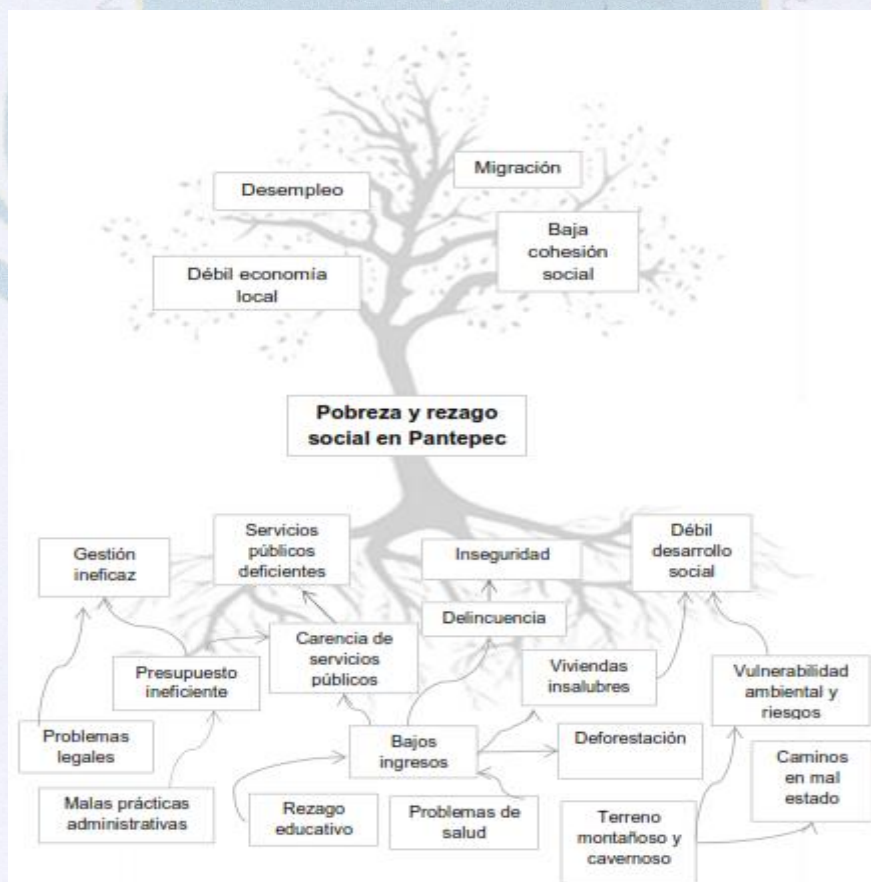 Migración
Desempleo
Baja
cohesión
social
Débil economía
local
Pobreza y rezago
social en Pantepec
Servicios
públicos
deficientes
Débil
desarrollo
social
Gestión
ineficaz
Inseguridad
Delincuencia
Carencia de
servicios
públicos
Presupuesto
ineficiente
Viviendas
insalubres
Vulnerabilidad
ambiental y
riesgos
Problemas
legales
Bajos
ingresos
Deforestación
Caminos
en mal
estado
Malas prácticas
administrativas
Rezago
educativo
Problemas de
salud
Terreno
montañoso y
cavernoso